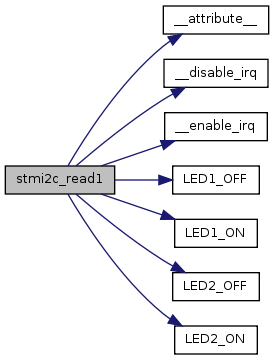 __attribute__
__disable_irq
__enable_irq
stmi2c_read1
LED1_OFF
LED1_ON
LED2_OFF
LED2_ON